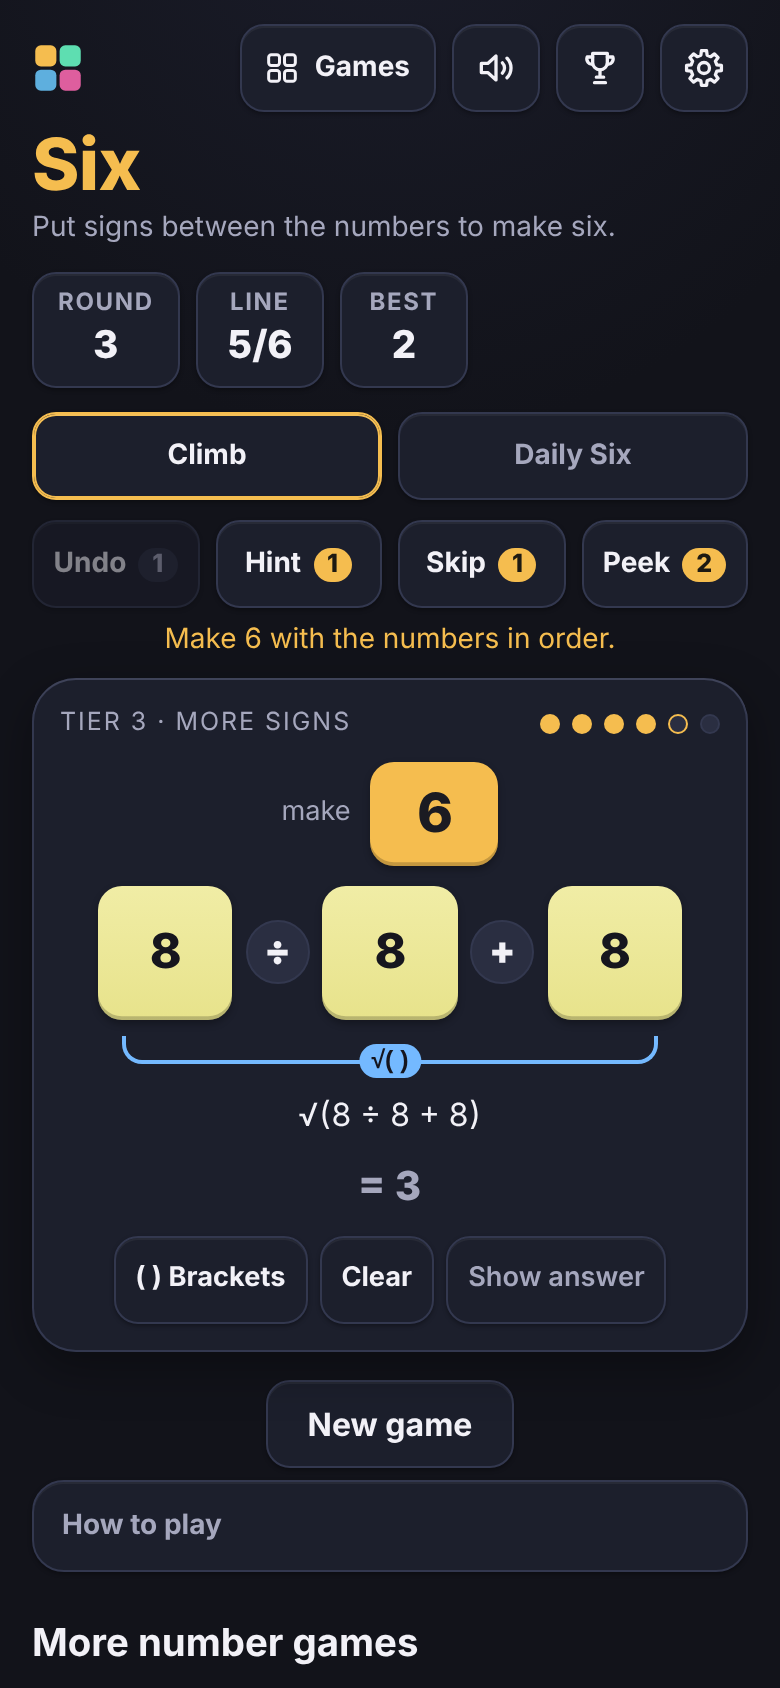 Games
Six
Put signs between the numbers to make six.
ROUND LINE BEST
3 5/6 2
Climb Daily Six
Undo 1 Hint 1 Skip 1 Peek 2
Make 6 with the numbers in order.
TIER 3 · MORE SIGNS
make 6
8 ÷ 8 + 8
√( )
√(8 ÷ 8 + 8)
= 3
( ) Brackets Clear Show answer
New game
How to play
More number games